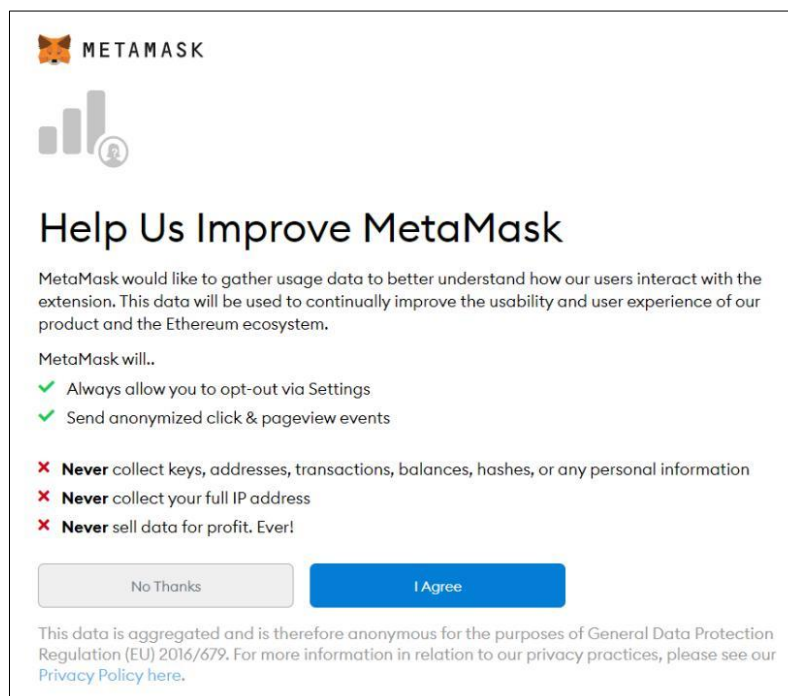 METAMASK
Help Us Improve MetaMask
MetaMask would like to gather usage data to better understand how our users interact with the
extension. This data will be used to continually improve the usability and user experience of our
product and the Ethereum ecosystem.
MetaMask will..
Always allow you to opt-out via Settings
Send anonymized click & pageview events
Never collect keys, addresses, transactions, balances, hashes, or any personal information
Never collect your full IP address
Never sell data for profit. Ever!
No Thanks
I Agree
This data is aggregated and is therefore anonymous for the purposes of General Data Protection
Regulation (EU) 2016/679. For more information in relation to our privacy practices, please see our
Privacy Policy here.